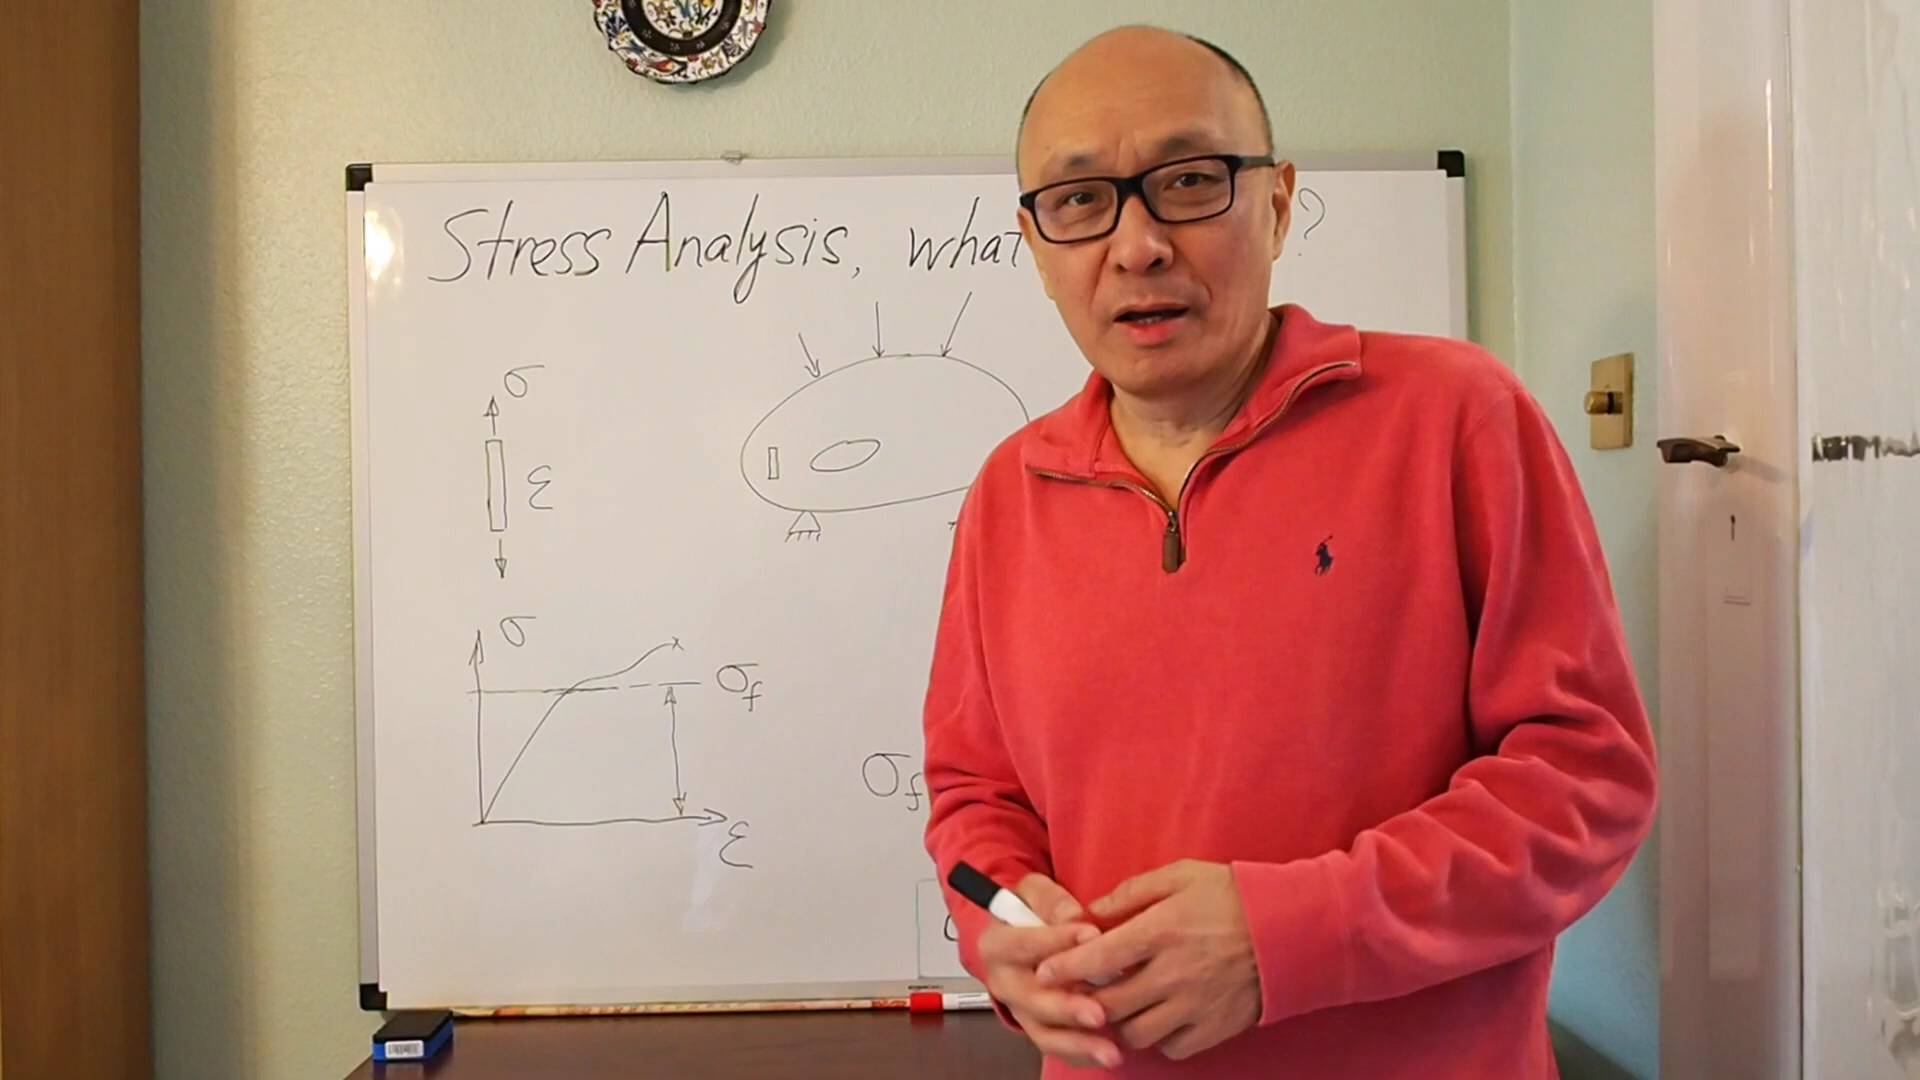 Stress Analysis, what ?
σ
ε
σ
σf
ε
σf